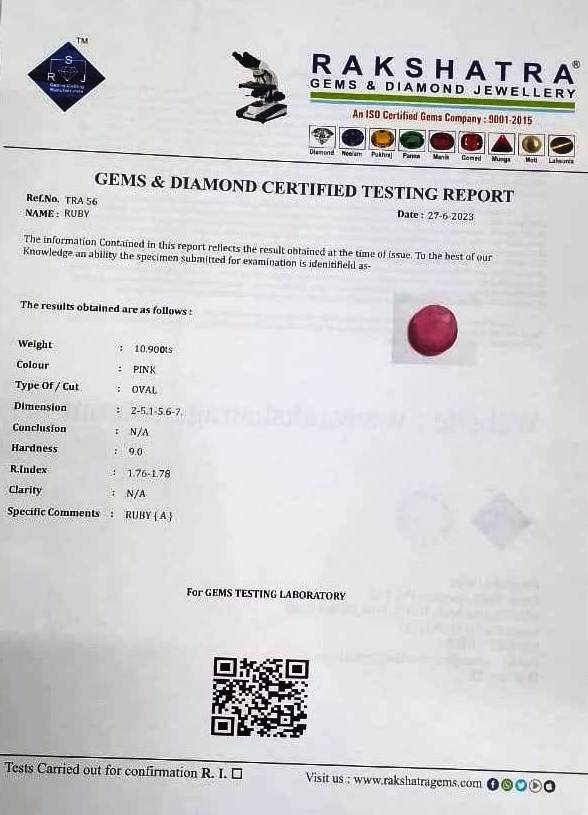 TM
R S J
RAKSHATRA®
GEMS & DIAMOND JEWELLERY
An ISO Certified Gems Company : 9001-2015
Diamond Neelam Pukhraj Panna Manik Gomed Munga Moti Lahsunia
GEMS & DIAMOND CERTIFIED TESTING REPORT
Ref.No. TRA 56
NAME : RUBY
Date : 27-6-2023
The information Contained in this report reflects the result obtained at the time of issue. To the best of our
Knowledge an ability the specimen submitted for examination is idenitifield as-
The results obtained are as follows :
Weight : 10.900ts
Colour : PINK
Type Of / Cut : OVAL
Dimension : 2-5.1-5.6-7.
Conclusion : N/A
Hardness : 9.0
R.Index : 1.76-1.78
Clarity : N/A
Specific Comments : RUBY { A }
For GEMS TESTING LABORATORY
Tests Carried out for confirmation R. I. ☐
Visit us : www.rakshatragems.com